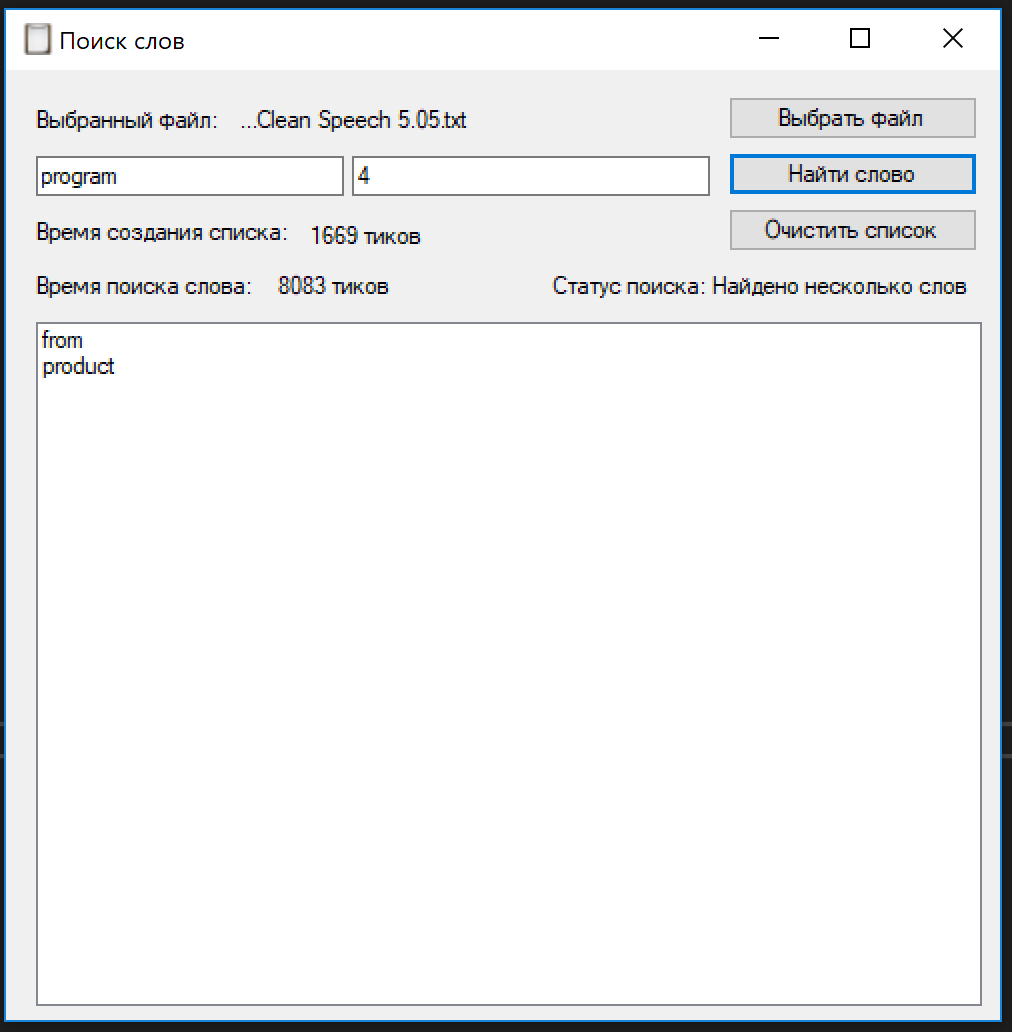 Поиск слов
Выбранный файл: ...Clean Speech 5.05.txt Выбрать файл
program 4 Найти слово
Время создания списка: 1669 тиков Очистить список
Время поиска слова: 8083 тиков Статус поиска: Найдено несколько слов
from
product